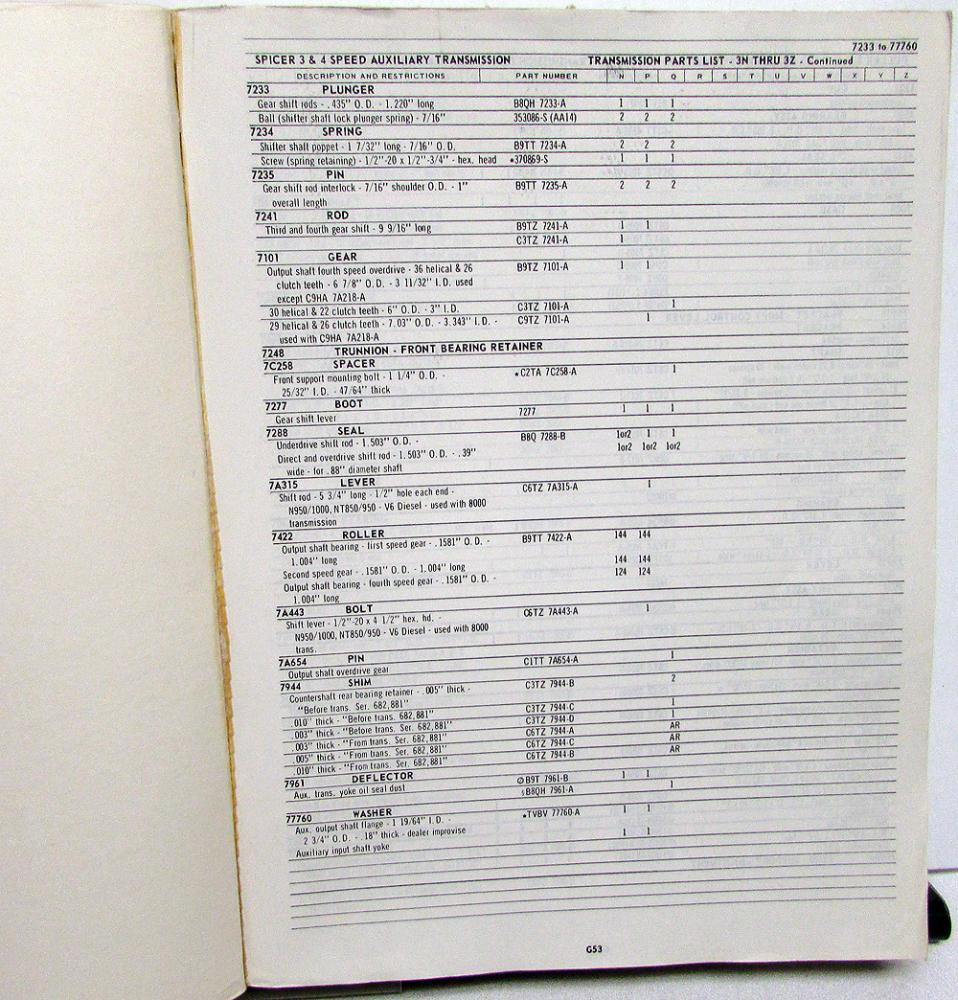 7233 to 77760
SPICER 3 & 4 SPEED AUXILIARY TRANSMISSION TRANSMISSION PARTS LIST - 3N THRU 3Z - Continued
DESCRIPTION AND RESTRICTIONS PART NUMBER N P Q R S T U V W X Y Z
7233 PLUNGER
Gear shift rods - .435" O.D. - 1.220" long B8QH 7233-A 1 1 1
Ball (shifter shaft lock plunger spring) - 7/16" 353086-S (AA14) 2 2 2
7234 SPRING
Shifter shaft poppet - 1 7/32" long - 7/16" O.D. B9TT 7234-A 2 2 2
Screw (spring retaining) - 1/2"-20 x 1/2"-3/4" - hex. head *370869-S 1 1 1
7235 PIN
Gear shift rod interlock - 7/16" shoulder O.D. - 1" B9TT 7235-A 2 2 2
overall length
7241 ROD
Third and fourth gear shift - 9 9/16" long B9TZ 7241-A 1 1
C3TZ 7241-A 1
7101 GEAR
Output shaft fourth speed overdrive - 36 helical & 26 B9TZ 7101-A 1 1
clutch teeth - 6 7/8" O.D. - 3 11/32" I.D. used
except C9HA 7A218-A
30 helical & 22 clutch teeth - 6" O.D. - 3" I.D. C3TZ 7101-A 1
29 helical & 26 clutch teeth - 7.03" O.D. - 3.343" I.D. - C9TZ 7101-A 1
used with C9HA 7A218-A
7248 TRUNNION - FRONT BEARING RETAINER
7C258 SPACER
Front support mounting bolt - 1 1/4" O.D. - *C2TA 7C258-A 1
25/32" I.D. - 47/64" thick
7277 BOOT
Gear shift lever 7277 1 1 1
7288 SEAL
Underdrive shift rod - 1.503" O.D. - B8Q 7288-B 1or2 1 1
Direct and overdrive shift rod - 1.503" O.D. - .39" 1or2 1or2 1or2
wide - for .88" diameter shaft
7A315 LEVER
Shift rod - 5 3/4" long - 1/2" hole each end - C6TZ 7A315-A 1
N950/1000, NT850/950 - V6 Diesel - used with 8000
transmission
7422 ROLLER
Output shaft bearing - first speed gear - .1581" O.D. - B9TT 7422-A 144 144
1.004" long
Second speed gear - .1581" O.D. - 1.004" long 144 144
Output shaft bearing - fourth speed gear - .1581" O.D. - 124 124
1.004" long
7A443 BOLT
Shift lever - 1/2"-20 x 4 1/2" hex. hd. - C6TZ 7A443-A 1
N950/1000, NT850/950 - V6 Diesel - used with 8000
trans.
7A654 PIN
Output shaft overdrive gear C1TT 7A654-A 1
7944 SHIM
Countershaft rear bearing retainer - .005" thick - C3TZ 7944-B 2
"Before trans. Ser. 682,881"
.010" thick - "Before trans. 682,881" C3TZ 7944-C 1
.003" thick - "Before trans. Ser. 682,881" C3TZ 7944-D 1
.003" thick - "From trans. Ser. 682,881" C6TZ 7944-A AR
.005" thick - "From trans. Ser. 682,881" C6TZ 7944-C AR
.010" thick - "From trans. Ser. 682,881" C6TZ 7944-B AR
7961 DEFLECTOR
Aux. trans. yoke oil seal dust B9T 7961-B 1 1
B8QH 7961-A 1
77760 WASHER
Aux. output shaft flange - 1 19/64" I.D. - *TVBV 77760-A 1 1
2 3/4" O.D. - .18" thick - dealer improvise
Auxiliary input shaft yoke 1 1
G53